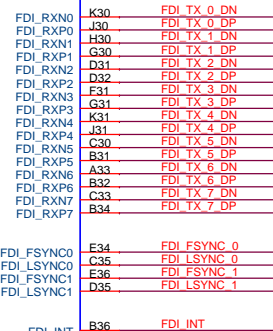 FDI_RXN0 K30 FDI_TX_0_DN
FDI_RXP0 J30 FDI_TX_0_DP
FDI_RXN1 H30 FDI_TX_1_DN
FDI_RXP1 G30 FDI_TX_1_DP
FDI_RXN2 D31 FDI_TX_2_DN
FDI_RXP2 D32 FDI_TX_2_DP
FDI_RXN3 F31 FDI_TX_3_DN
FDI_RXP3 G31 FDI_TX_3_DP
FDI_RXN4 K31 FDI_TX_4_DN
FDI_RXP4 J31 FDI_TX_4_DP
FDI_RXN5 C30 FDI_TX_5_DN
FDI_RXP5 B31 FDI_TX_5_DP
FDI_RXN6 A33 FDI_TX_6_DN
FDI_RXP6 B32 FDI_TX_6_DP
FDI_RXN7 C33 FDI_TX_7_DN
FDI_RXP7 B34 FDI_TX_7_DP
FDI_FSYNC0 E34 FDI_FSYNC_0
FDI_LSYNC0 C35 FDI_LSYNC_0
FDI_FSYNC1 E36 FDI_FSYNC_1
FDI_LSYNC1 D35 FDI_LSYNC_1
FDI_INT B36 FDI_INT